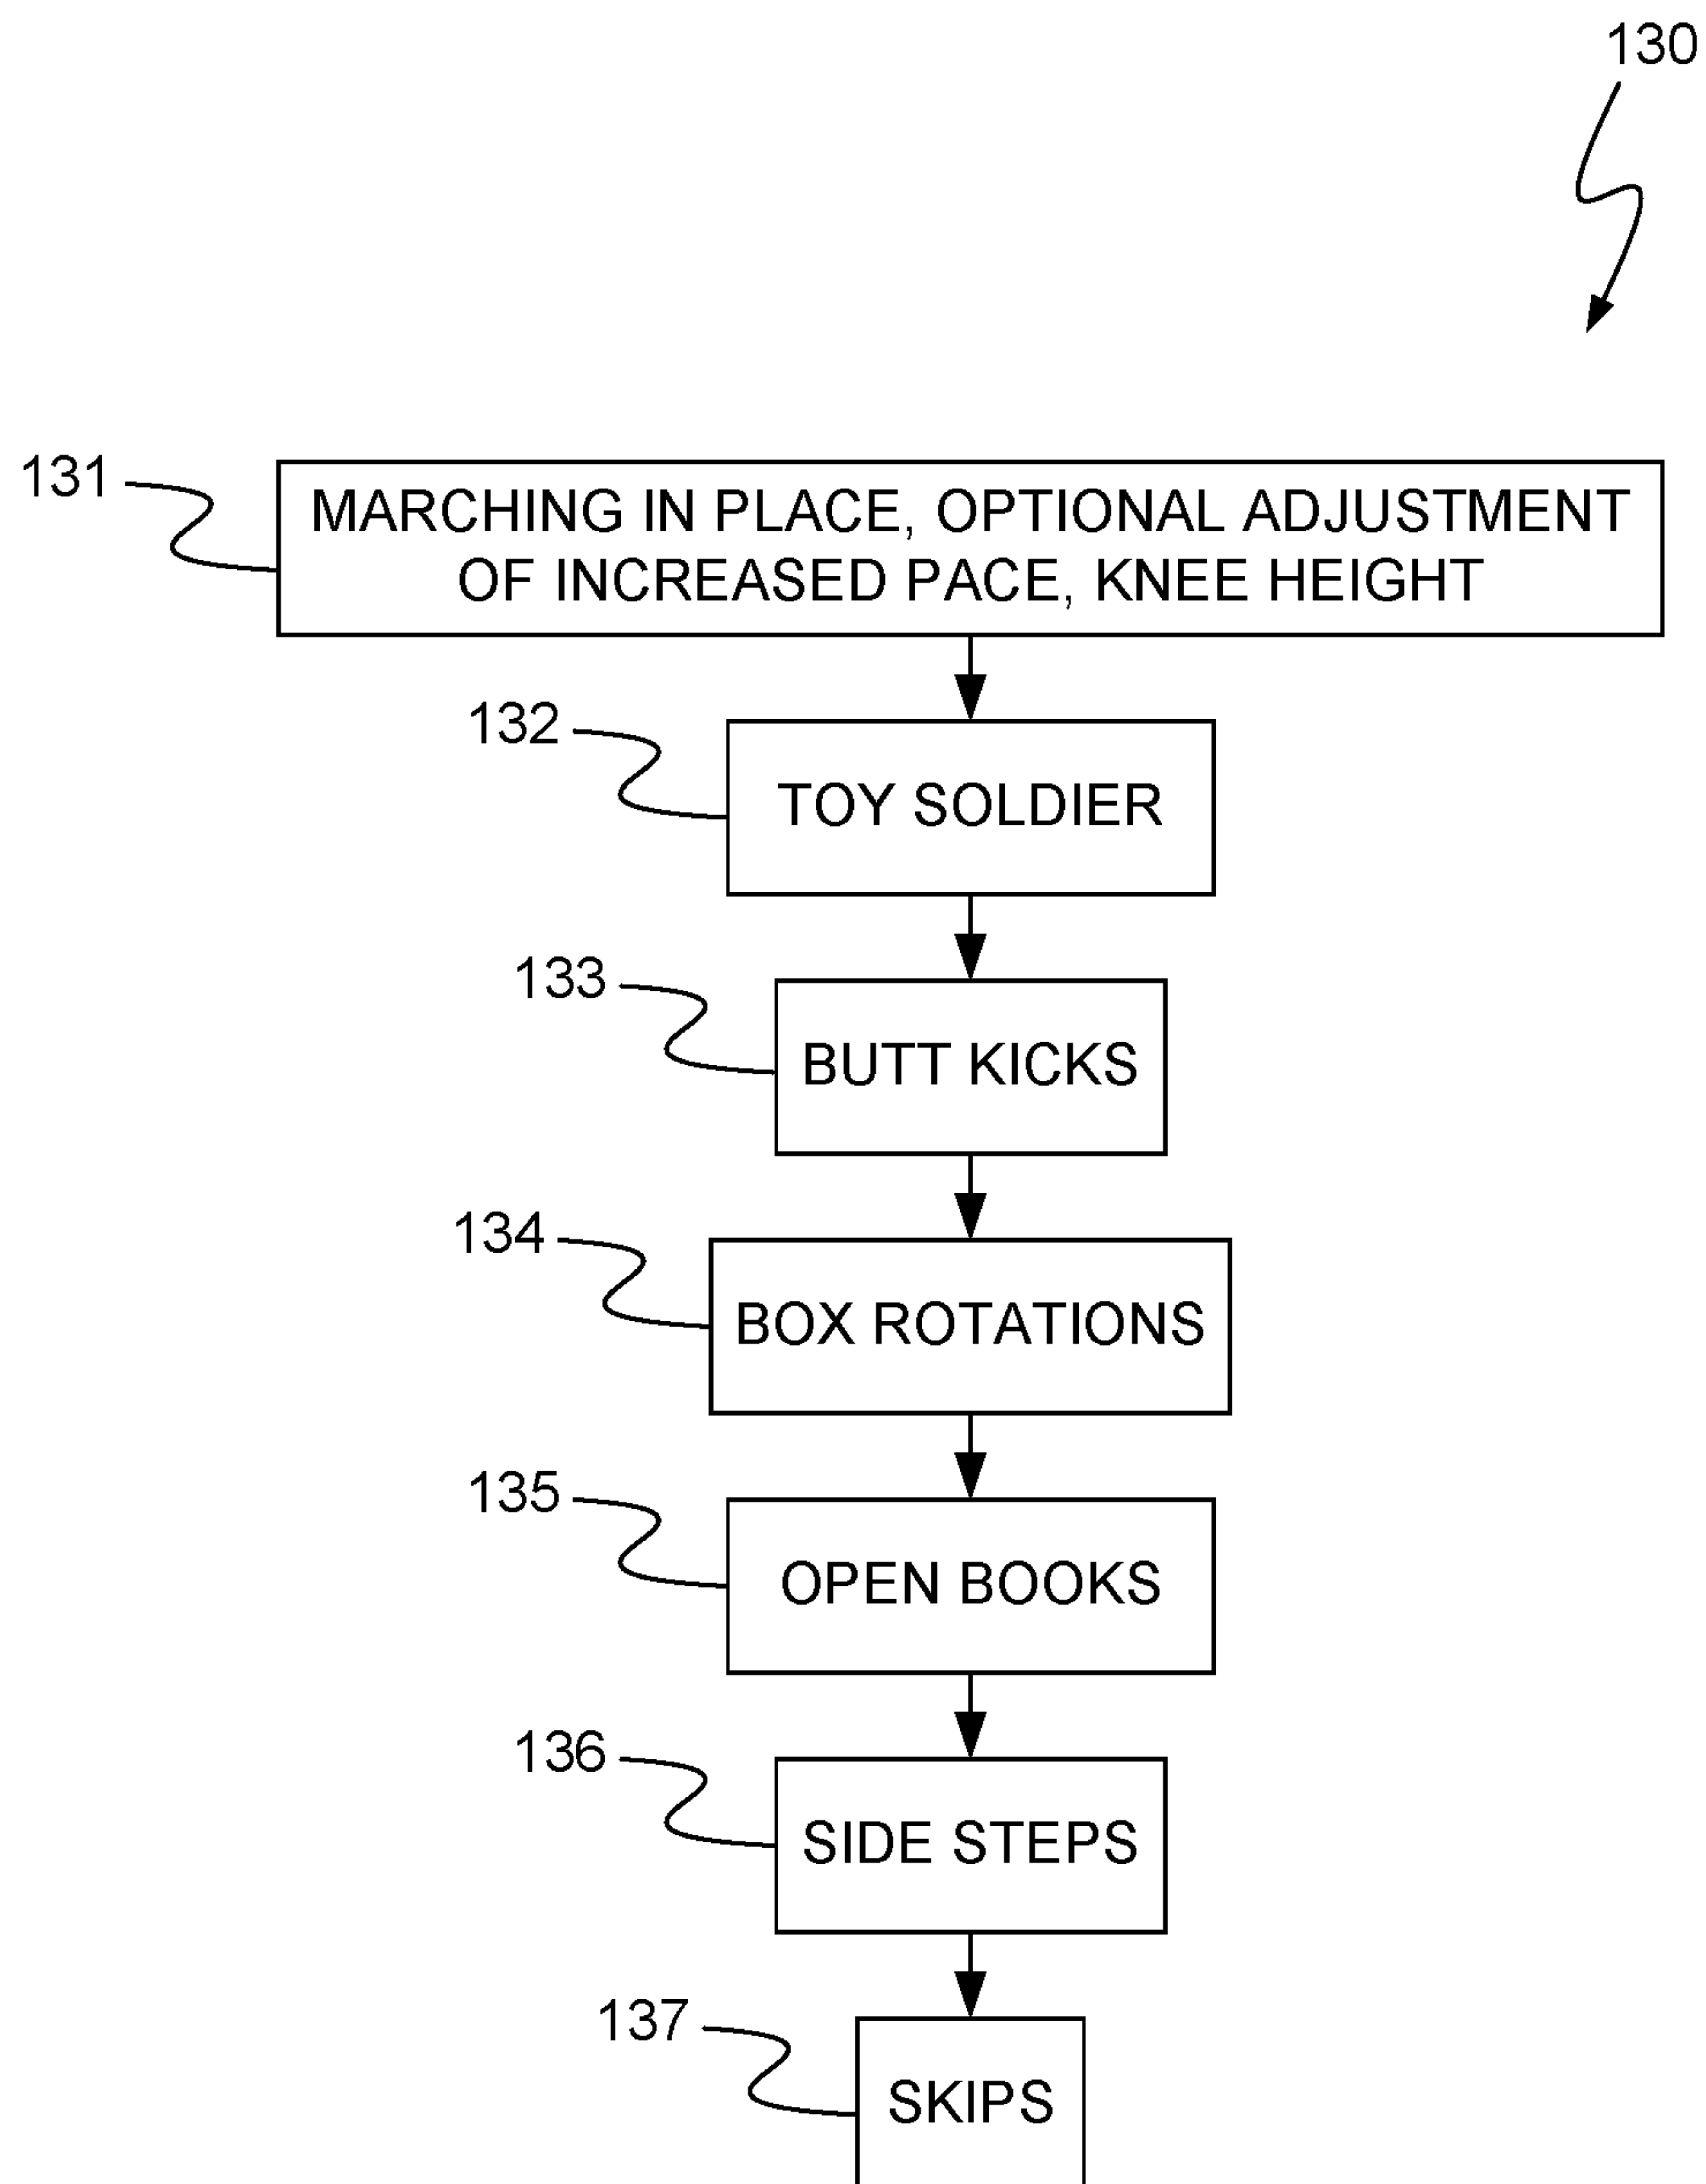 130
131
MARCHING IN PLACE, OPTIONAL ADJUSTMENT
OF INCREASED PACE, KNEE HEIGHT
132
TOY SOLDIER
133
BUTT KICKS
134
BOX ROTATIONS
135
OPEN BOOKS
136
SIDE STEPS
137
SKIPS